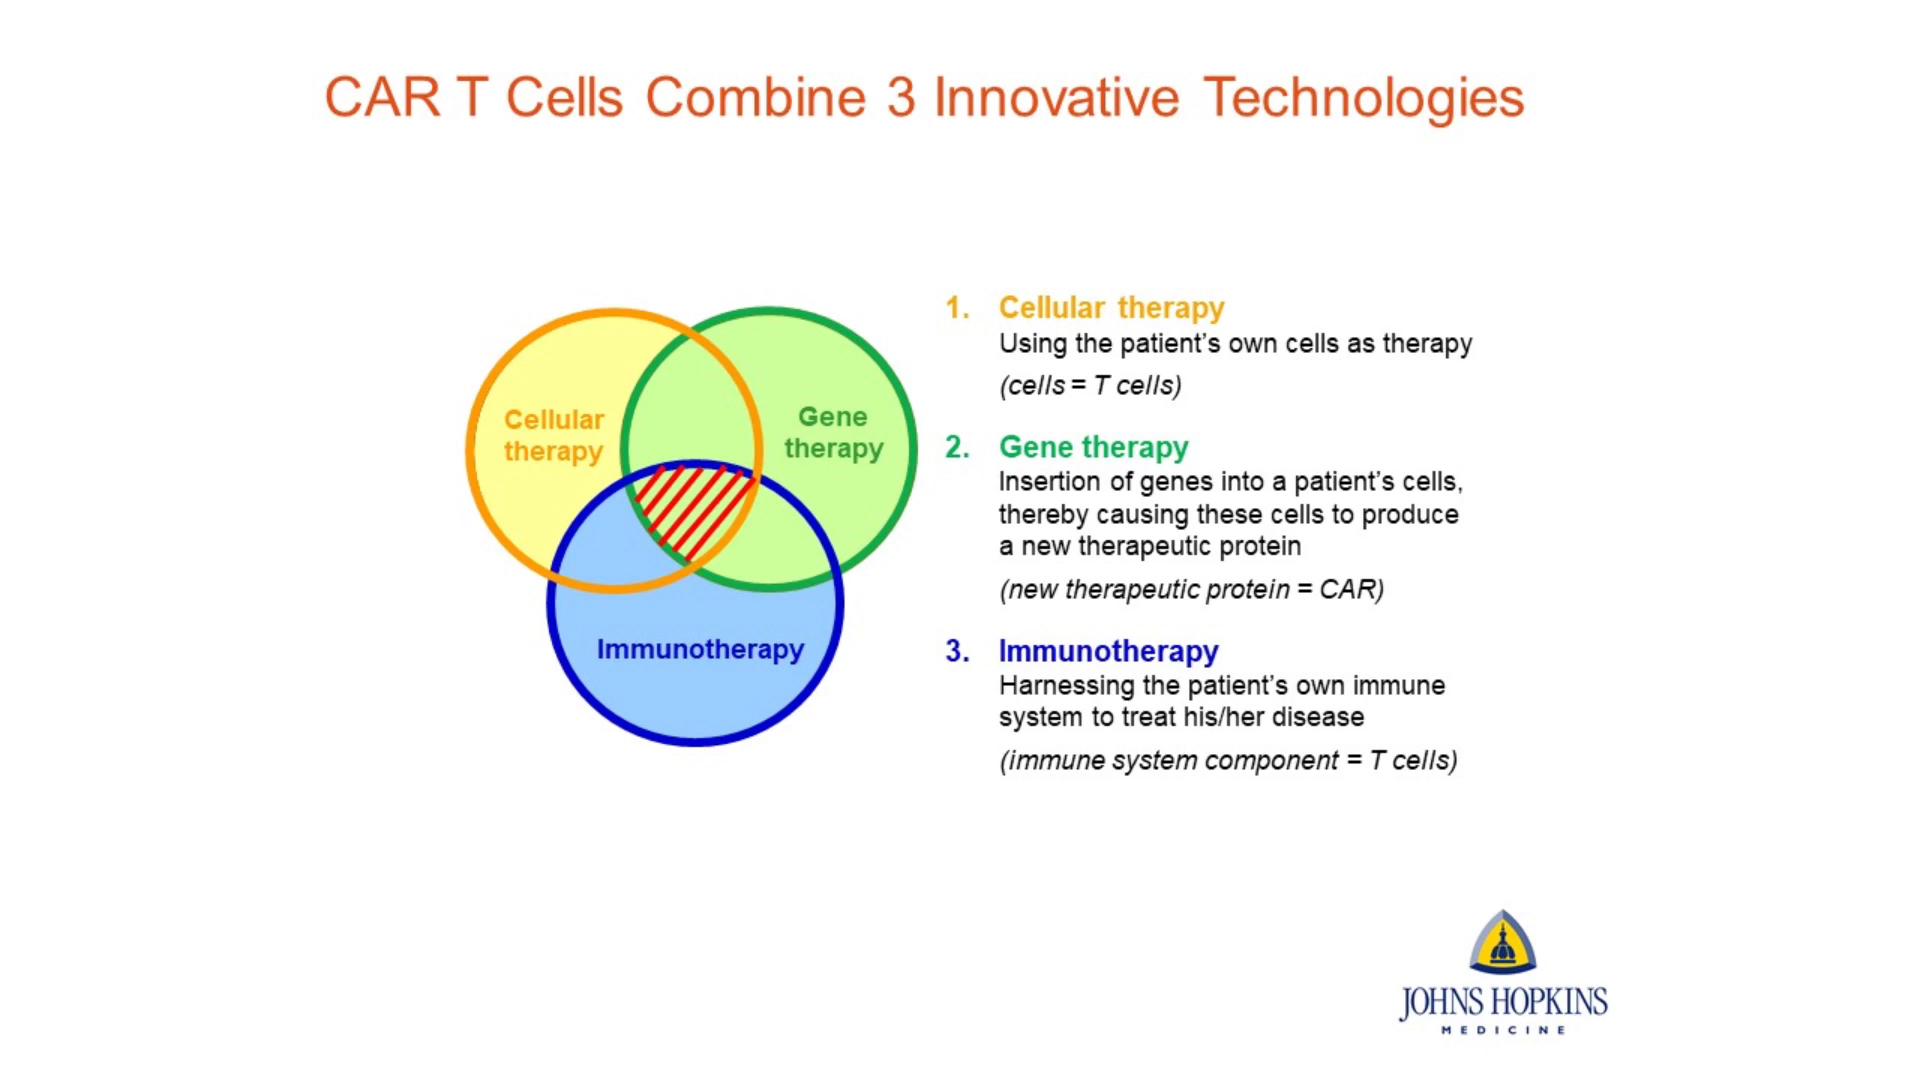 CAR T Cells Combine 3 Innovative Technologies
Cellular
therapy
Gene
therapy
Immunotherapy
1. Cellular therapy
Using the patient’s own cells as therapy
(cells = T cells)
2. Gene therapy
Insertion of genes into a patient’s cells,
thereby causing these cells to produce
a new therapeutic protein
(new therapeutic protein = CAR)
3. Immunotherapy
Harnessing the patient’s own immune
system to treat his/her disease
(immune system component = T cells)
JOHNS HOPKINS
MEDICINE